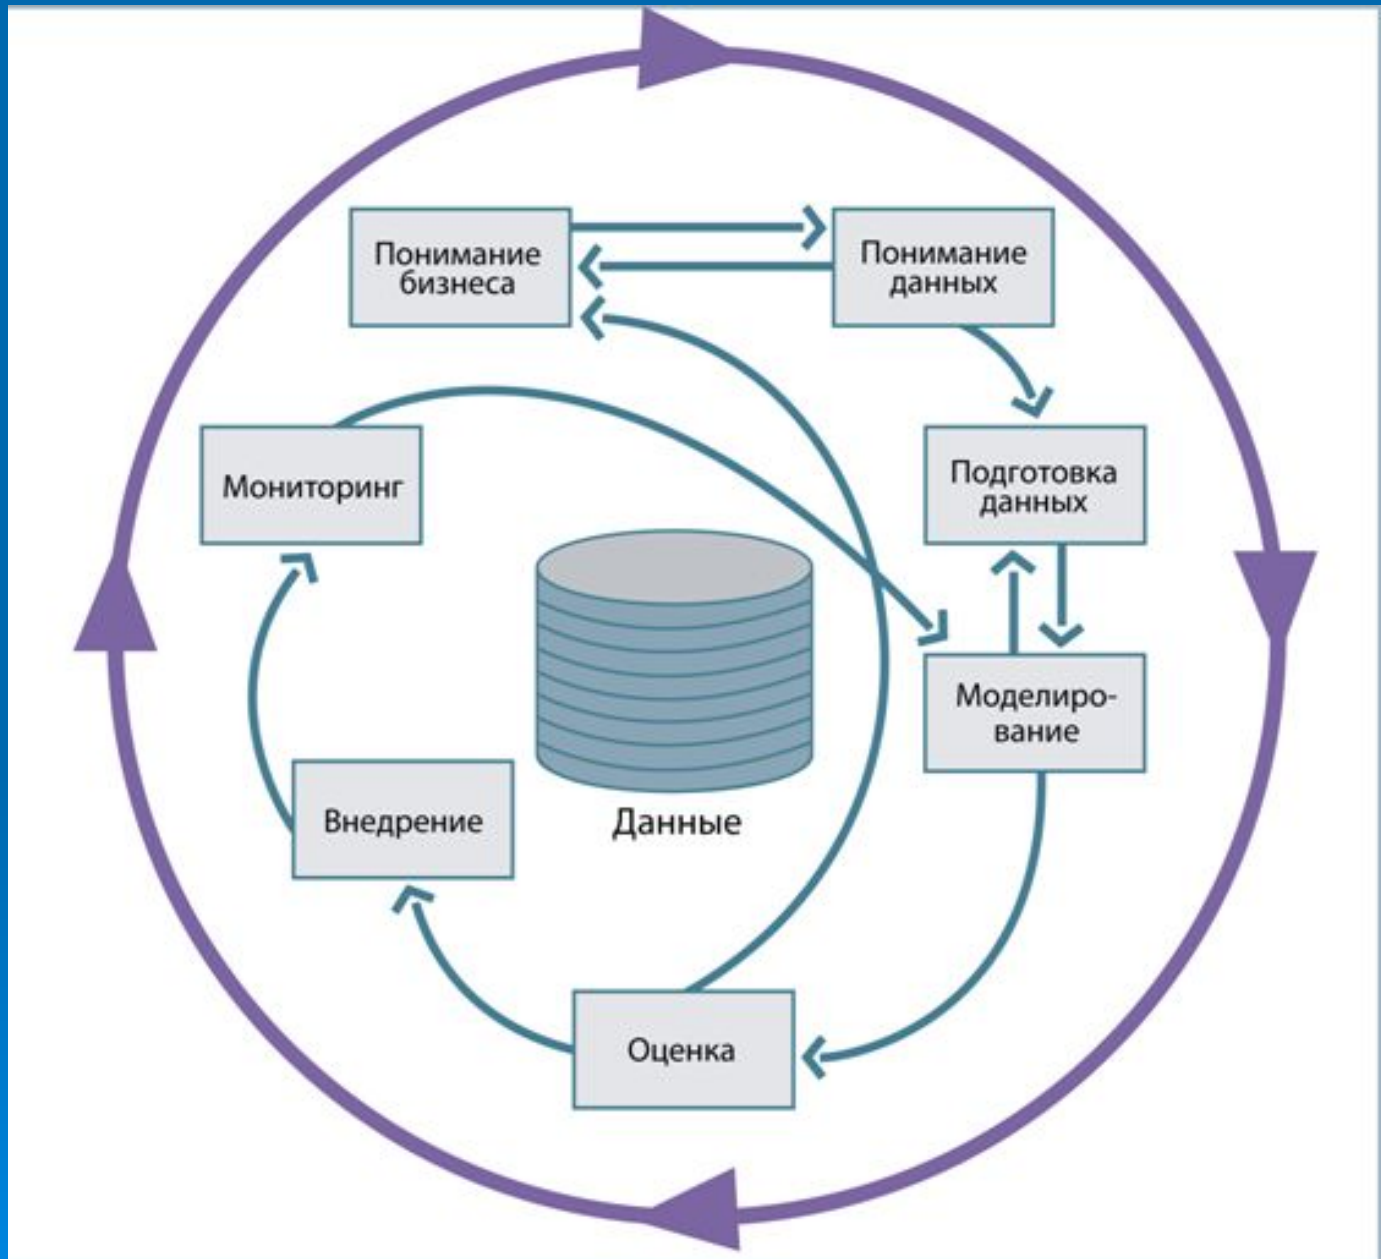 Понимание
бизнеса
Понимание
данных
Мониторинг
Подготовка
данных
Моделиро-
вание
Внедрение
Данные
Оценка